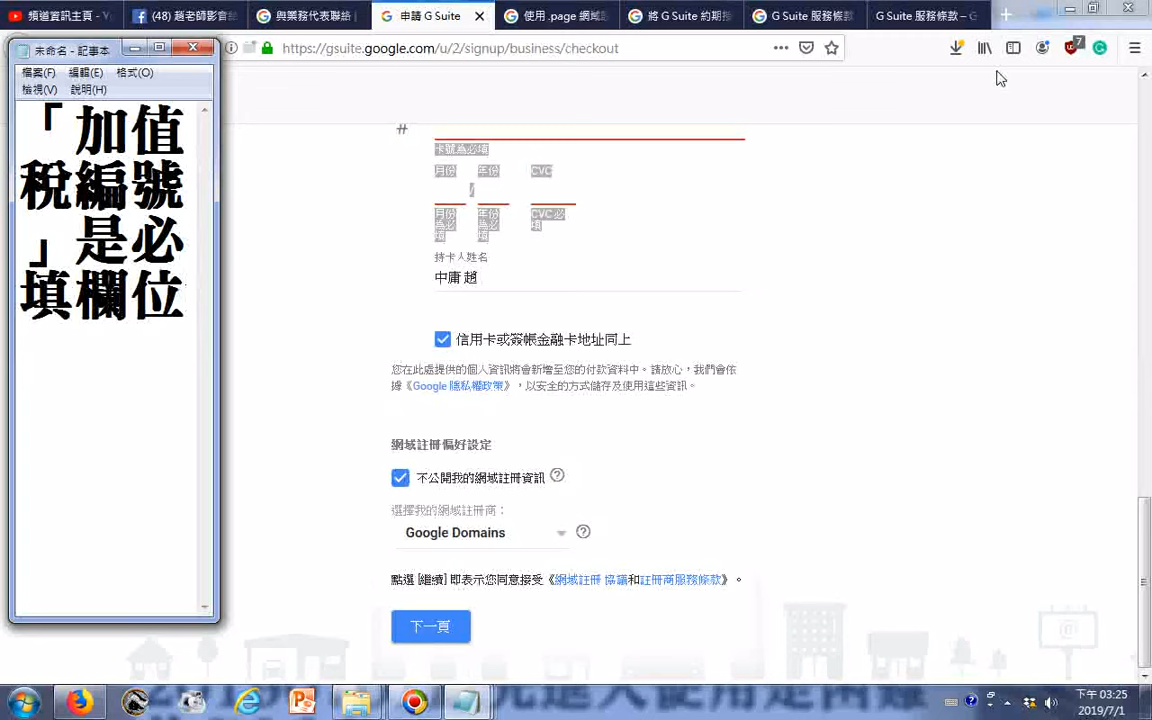 頻道資訊主頁 - Y
(48) 趙老師影音
與業務代表聯絡
申請 G Suite
使用 .page 網域
將 G Suite 約期
G Suite 服務條款
G Suite 服務條款 – G
未命名 - 記事本
檔案(F) 編輯(E) 格式(O)
檢視(V) 說明(H)
「加值
稅編號
」是必
填欄位
https://gsuite.google.com/u/2/signup/business/checkout
7
#
卡號為必填
月份 年份 CVC
/
月份為必填 年份為必填 CVC 必填
持卡人姓名
中庸 趙
信用卡或簽帳金融卡地址同上
您在此處提供的個人資訊將會新增至您的付款資料中。請放心，我們會依
據《Google 隱私權政策》，以安全的方式儲存及使用這些資訊。
網域註冊偏好設定
不公開我的網域註冊資訊
選擇我的網域註冊商：
Google Domains
點選 [繼續] 即表示您同意接受《網域註冊 協議和註冊商服務條款》。
下一頁
下午 03:25
2019/7/1